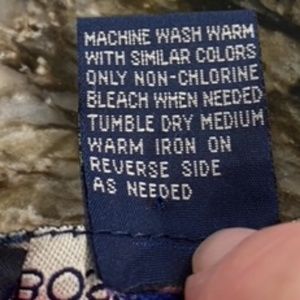 MACHINE WASH WARM
WITH SIMILAR COLORS
ONLY NON-CHLORINE
BLEACH WHEN NEEDED
TUMBLE DRY MEDIUM
WARM IRON ON
REVERSE SIDE
AS NEEDED